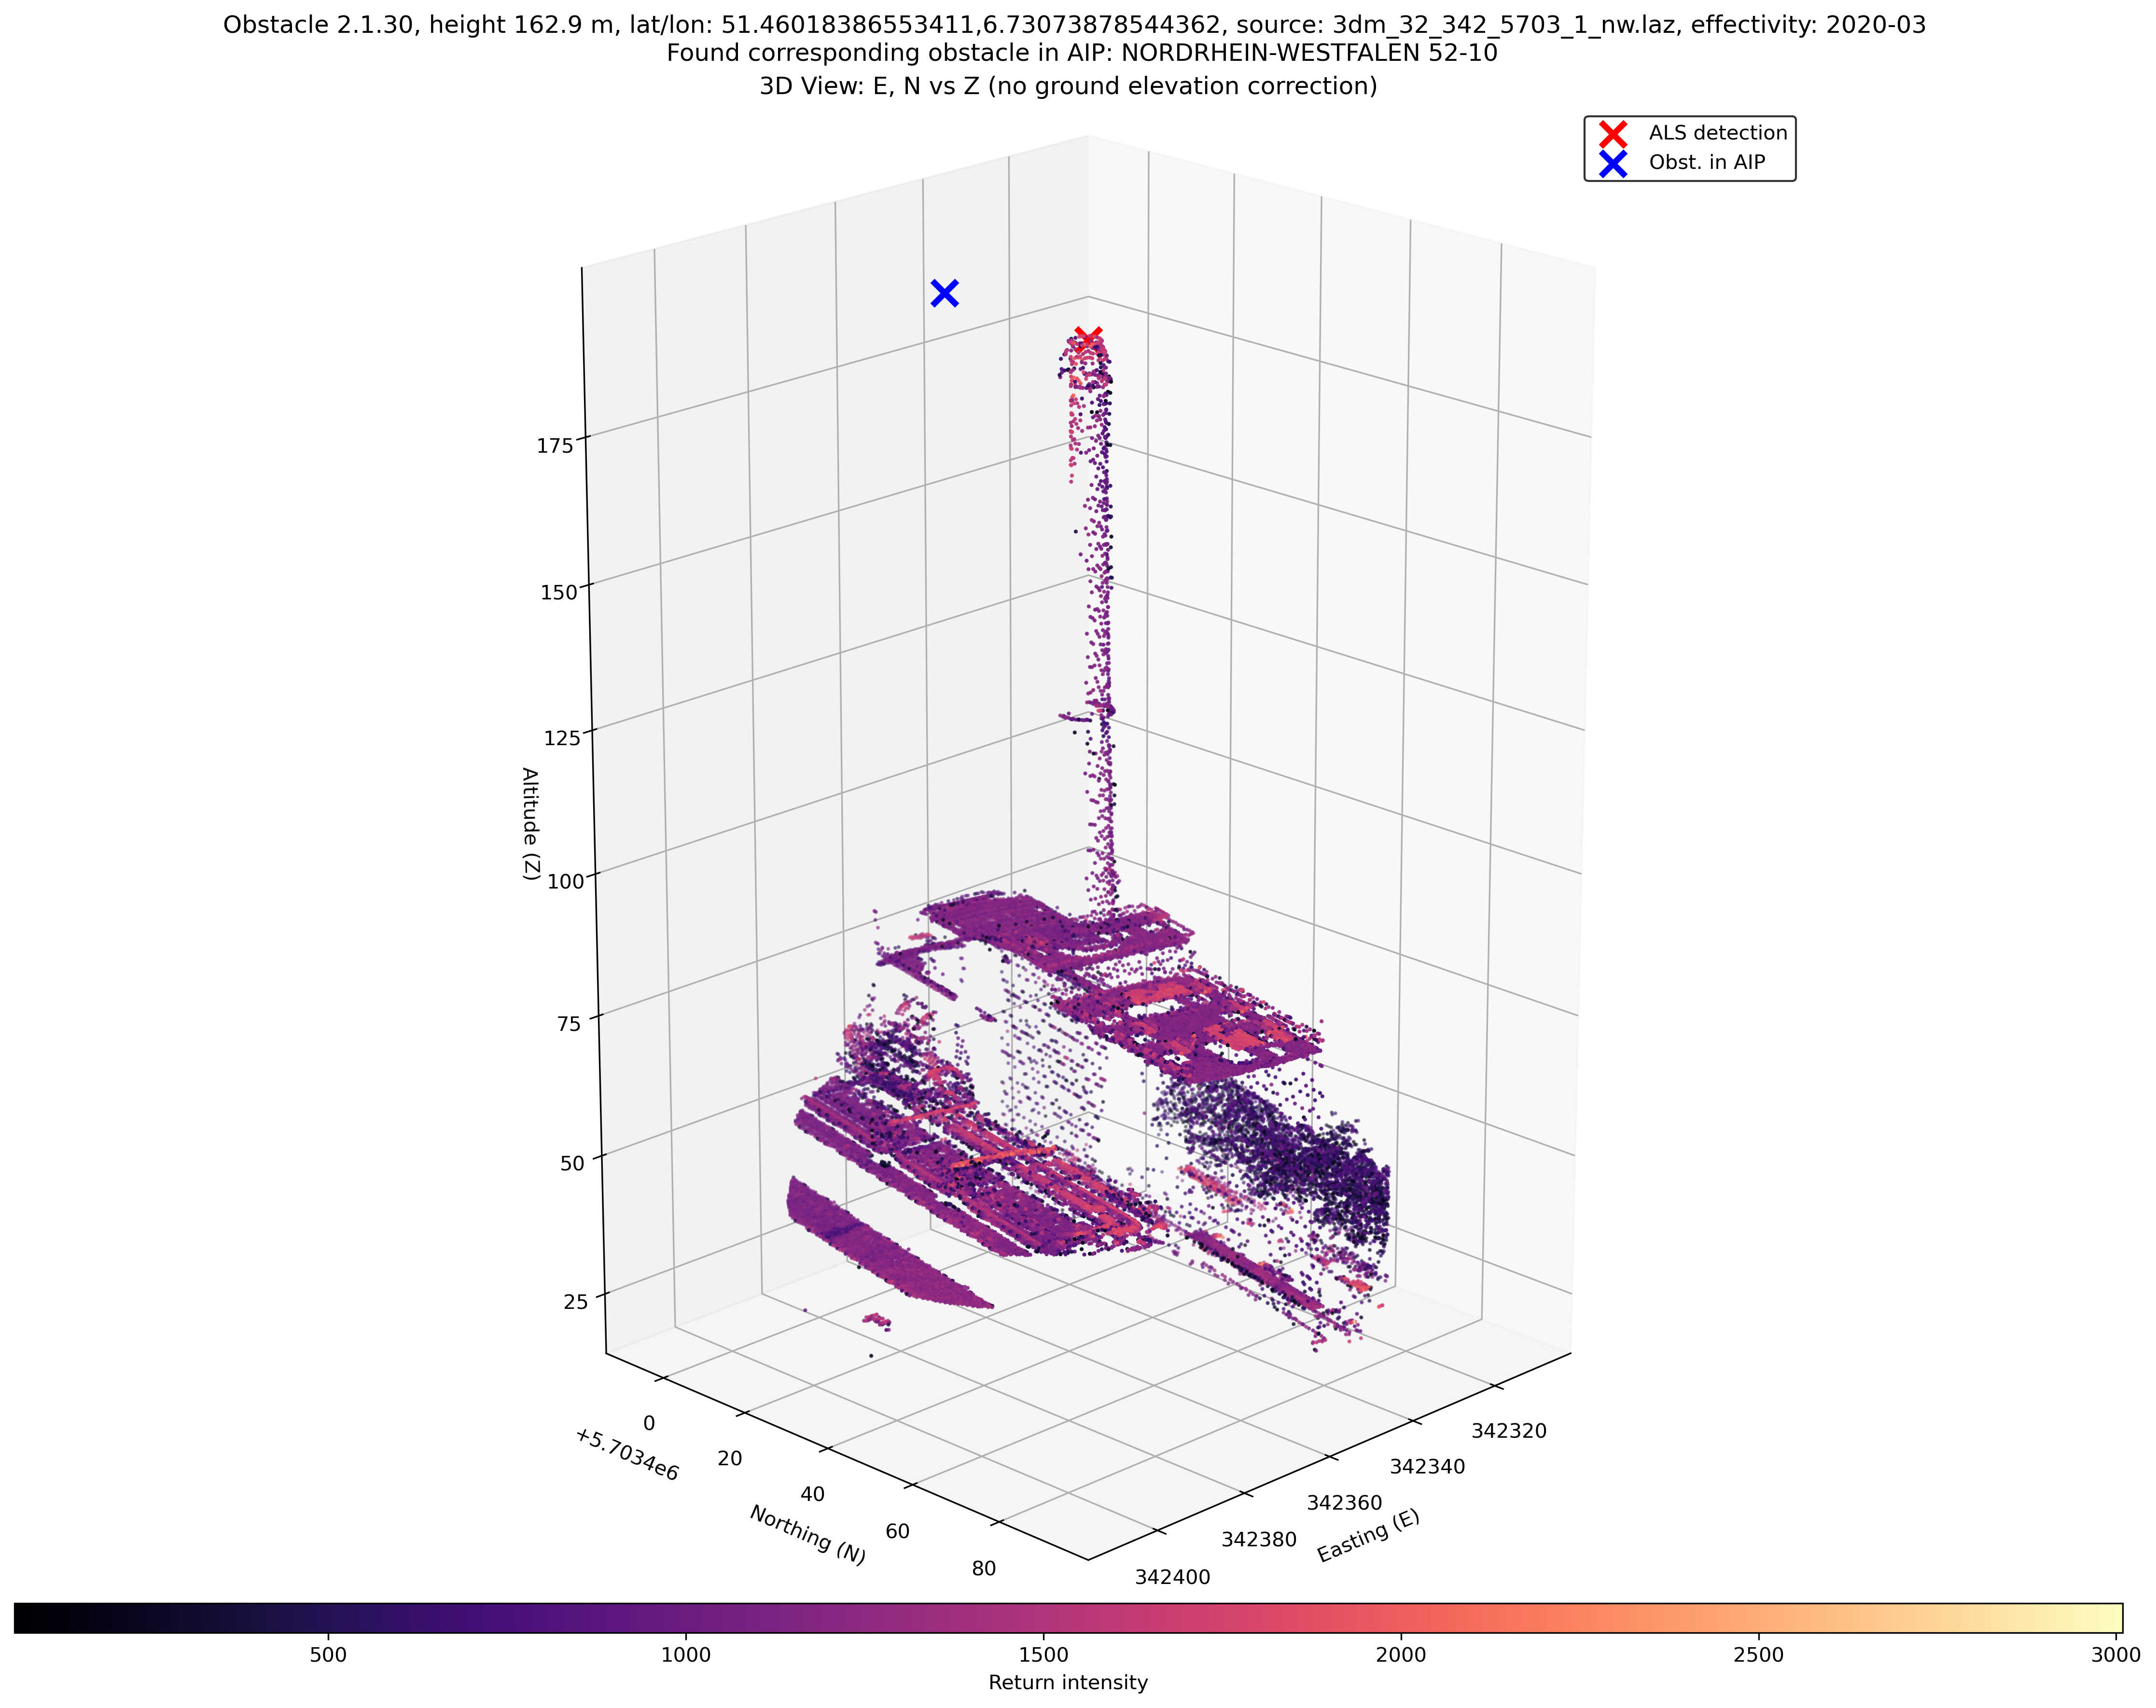 Obstacle 2.1.30, height 162.9 m, lat/lon: 51.46018386553411,6.73073878544362, source: 3dm_32_342_5703_1_nw.laz, effectivity: 2020-03
Found corresponding obstacle in AIP: NORDRHEIN-WESTFALEN 52-10
3D View: E, N vs Z (no ground elevation correction)
ALS detection
Obst. in AIP
175
150
125
100
75
50
25
Altitude (Z)
0
20
40
60
80
+5.7034e6
Northing (N)
342320
342340
342360
342380
342400
Easting (E)
500
1000
1500
2000
2500
3000
Return intensity